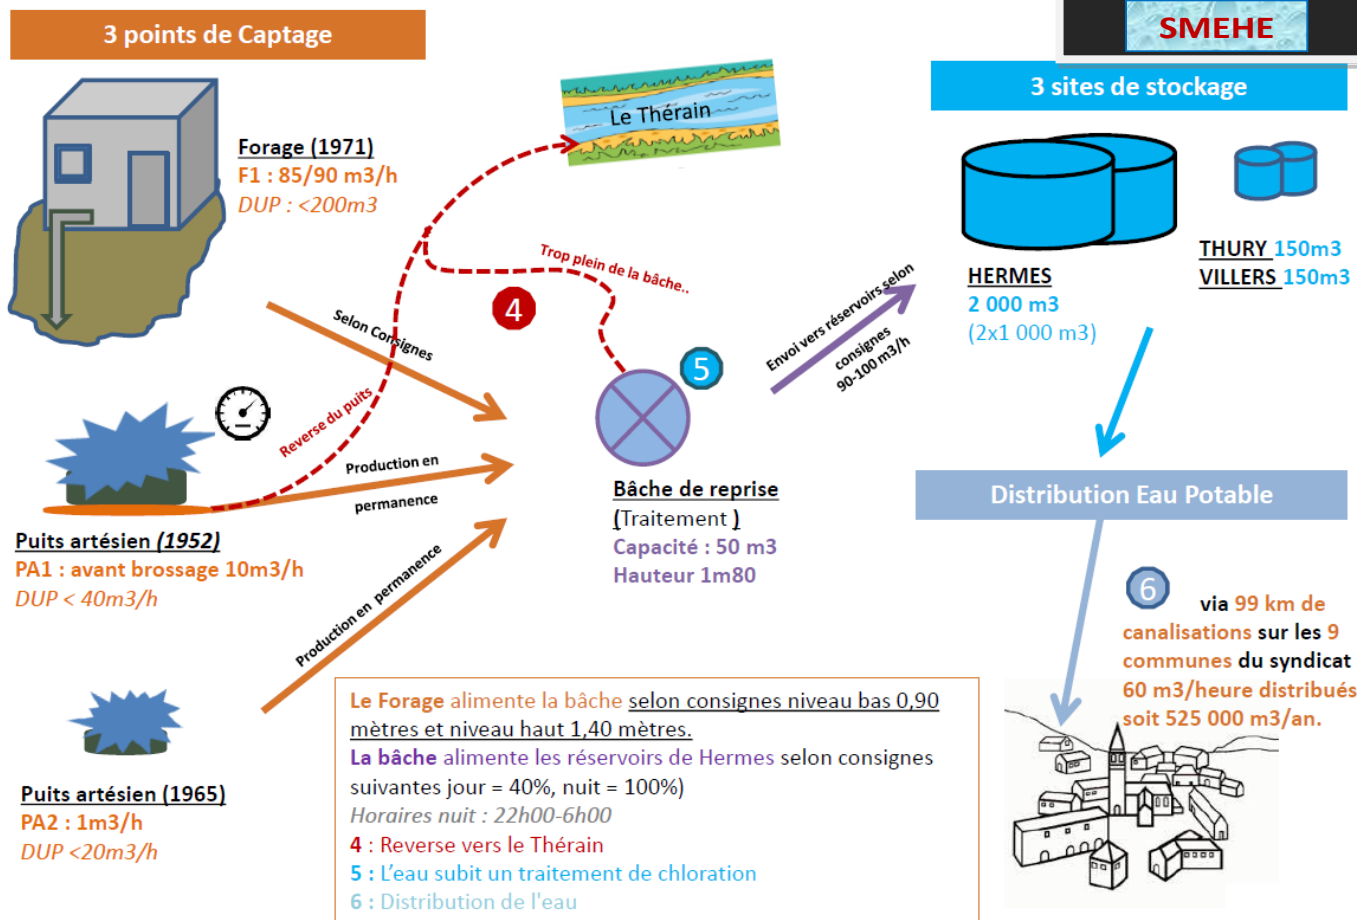 3 points de Captage
SMEHE
3 sites de stockage
Le Thérain
Forage (1971)
F1 : 85/90 m3/h
DUP : <200m3
Trop plein de la bâche..
4
Selon Consignes
Envoi vers réservoirs selon
consignes
90-100 m3/h
HERMES
2 000 m3
(2x1 000 m3)
THURY 150m3
VILLERS 150m3
5
Reverse du puits
Production en
permanence
Bâche de reprise
(Traitement )
Capacité : 50 m3
Hauteur 1m80
Distribution Eau Potable
Puits artésien (1952)
PA1 : avant brossage 10m3/h
DUP < 40m3/h
Production en permanence
6
via 99 km de
canalisations sur les 9
communes du syndicat
60 m3/heure distribués
soit 525 000 m3/an.
Puits artésien (1965)
PA2 : 1m3/h
DUP <20m3/h
Le Forage alimente la bâche selon consignes niveau bas 0,90
mètres et niveau haut 1,40 mètres.
La bâche alimente les réservoirs de Hermes selon consignes
suivantes jour = 40%, nuit = 100%)
Horaires nuit : 22h00-6h00
4 : Reverse vers le Thérain
5 : L’eau subit un traitement de chloration
6 : Distribution de l'eau